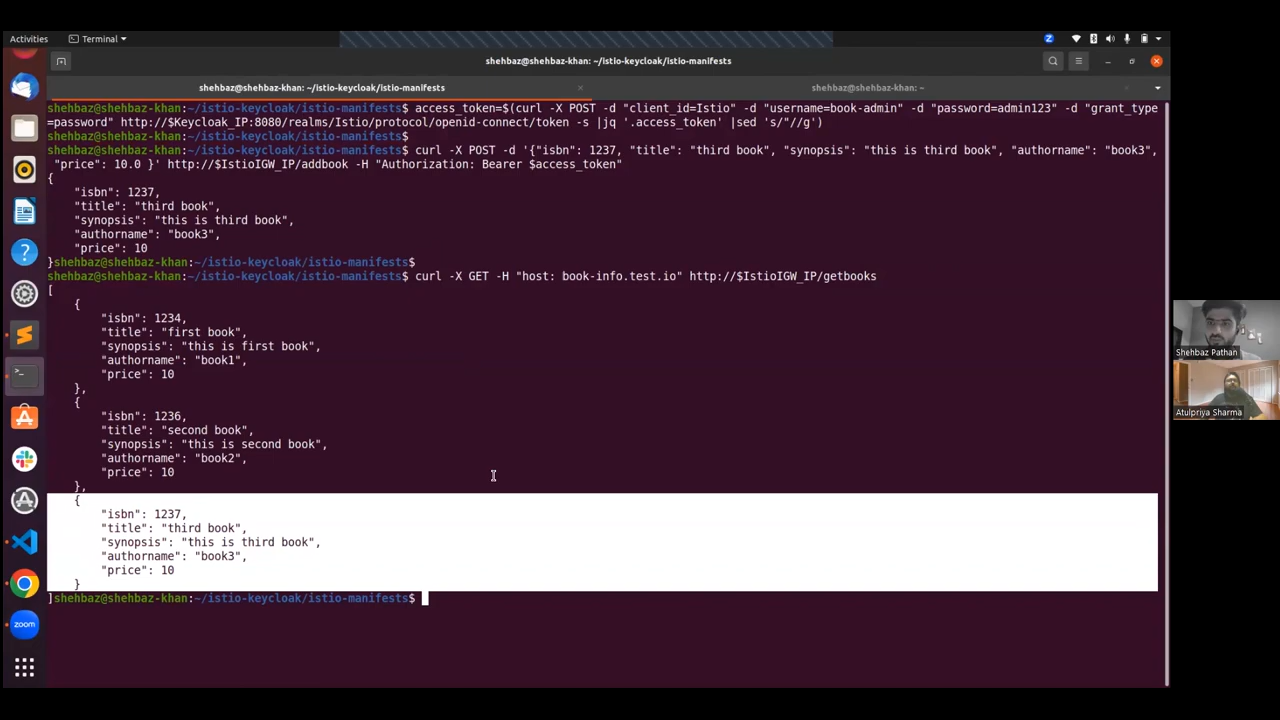 Activities
Terminal
shehbaz@shehbaz-khan: ~/istio-keycloak/istio-manifests
shehbaz@shehbaz-khan: ~/istio-keycloak/istio-manifests
shehbaz@shehbaz-khan: ~
shehbaz@shehbaz-khan:~/istio-keycloak/istio-manifests$ access_token=$(curl -X POST -d "client_id=Istio" -d "username=book-admin" -d "password=admin123" -d "grant_type
=password" http://$Keycloak_IP:8080/realms/Istio/protocol/openid-connect/token -s |jq '.access_token' |sed 's/"//g')
shehbaz@shehbaz-khan:~/istio-keycloak/istio-manifests$
shehbaz@shehbaz-khan:~/istio-keycloak/istio-manifests$ curl -X POST -d '{"isbn": 1237, "title": "third book", "synopsis": "this is third book", "authorname": "book3",
"price": 10.0 }' http://$IstioIGW_IP/addbook -H "Authorization: Bearer $access_token"
{
"isbn": 1237,
"title": "third book",
"synopsis": "this is third book",
"authorname": "book3",
"price": 10
}shehbaz@shehbaz-khan:~/istio-keycloak/istio-manifests$
shehbaz@shehbaz-khan:~/istio-keycloak/istio-manifests$ curl -X GET -H "host: book-info.test.io" http://$IstioIGW_IP/getbooks
[
{
"isbn": 1234,
"title": "first book",
"synopsis": "this is first book",
"authorname": "book1",
"price": 10
},
{
"isbn": 1236,
"title": "second book",
"synopsis": "this is second book",
"authorname": "book2",
"price": 10
},
{
"isbn": 1237,
"title": "third book",
"synopsis": "this is third book",
"authorname": "book3",
"price": 10
}
]shehbaz@shehbaz-khan:~/istio-keycloak/istio-manifests$
Shehbaz Pathan
Atulpriya Sharma
zoom